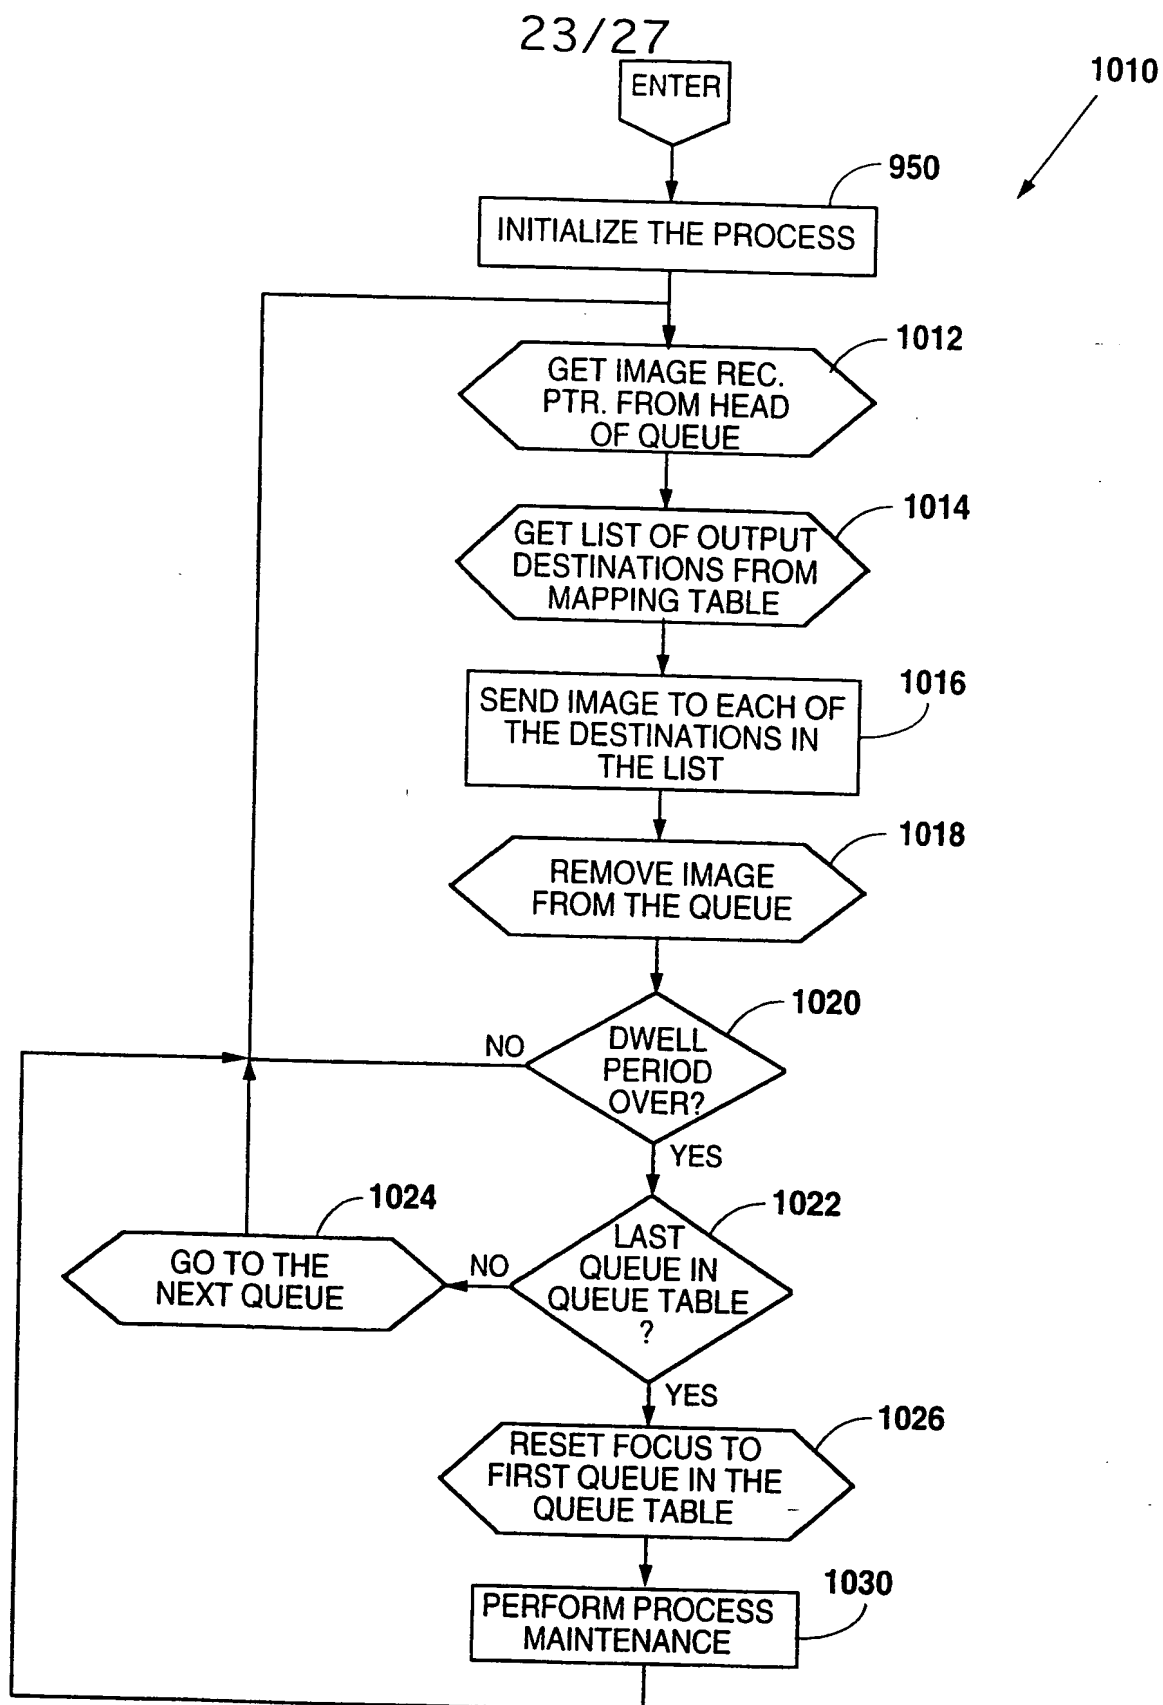 23/27
ENTER
1010
950
INITIALIZE THE PROCESS
1012
GET IMAGE REC.
PTR. FROM HEAD
OF QUEUE
1014
GET LIST OF OUTPUT
DESTINATIONS FROM
MAPPING TABLE
1016
SEND IMAGE TO EACH OF
THE DESTINATIONS IN
THE LIST
1018
REMOVE IMAGE
FROM THE QUEUE
1020
NO
DWELL
PERIOD
OVER?
YES
1024
1022
GO TO THE
NEXT QUEUE
NO
LAST
QUEUE IN
QUEUE TABLE
?
YES
1026
RESET FOCUS TO
FIRST QUEUE IN THE
QUEUE TABLE
1030
PERFORM PROCESS
MAINTENANCE